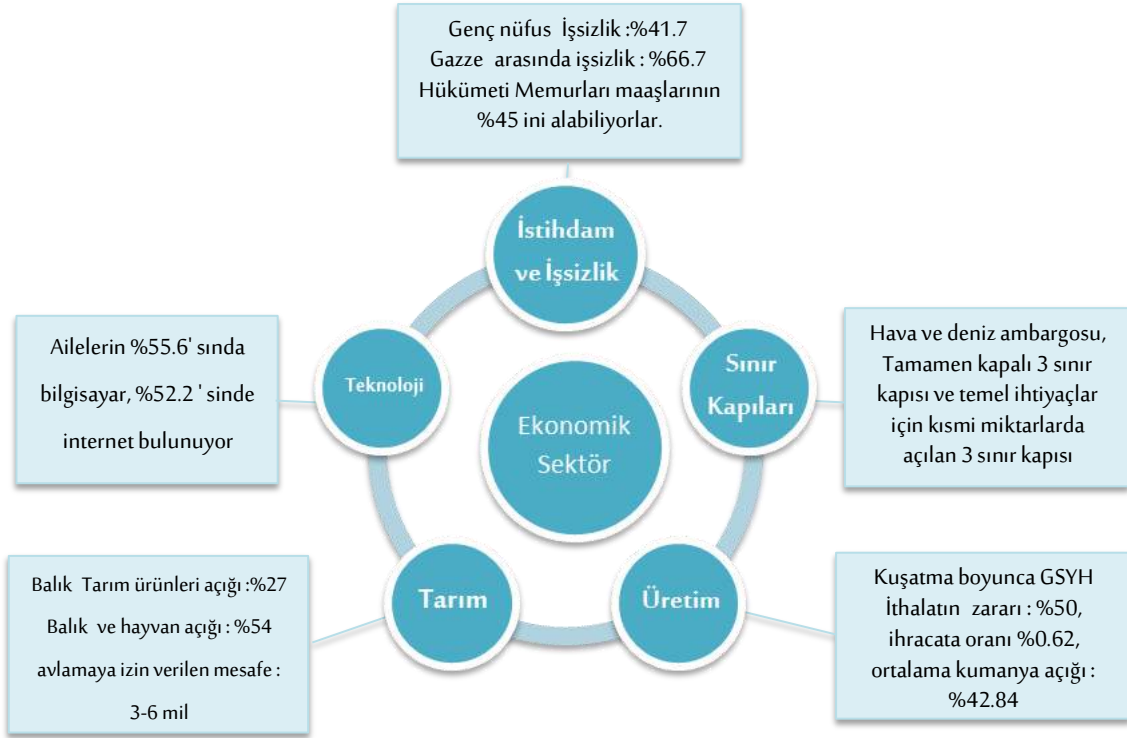 Genç nüfus İşsizlik :%41.7
Gazze arasında işsizlik : %66.7
Hükümeti Memurları maaşlarının
%45 ini alabiliyorlar.
İstihdam
ve İşsizlik
Ailelerin %55.6' sında
bilgisayar, %52.2 ' sinde
internet bulunuyor
Teknoloji
Sınır
Kapıları
Hava ve deniz ambargosu,
Tamamen kapalı 3 sınır
kapısı ve temel ihtiyaçlar
için kısmi miktarlarda
açılan 3 sınır kapısı
Ekonomik
Sektör
Balık Tarım ürünleri açığı :%27
Balık ve hayvan açığı : %54
avlamaya izin verilen mesafe :
3-6 mil
Tarım
Üretim
Kuşatma boyunca GSYH
İthalatın zararı : %50,
ihracata oranı %0.62,
ortalama kumanya açığı :
%42.84